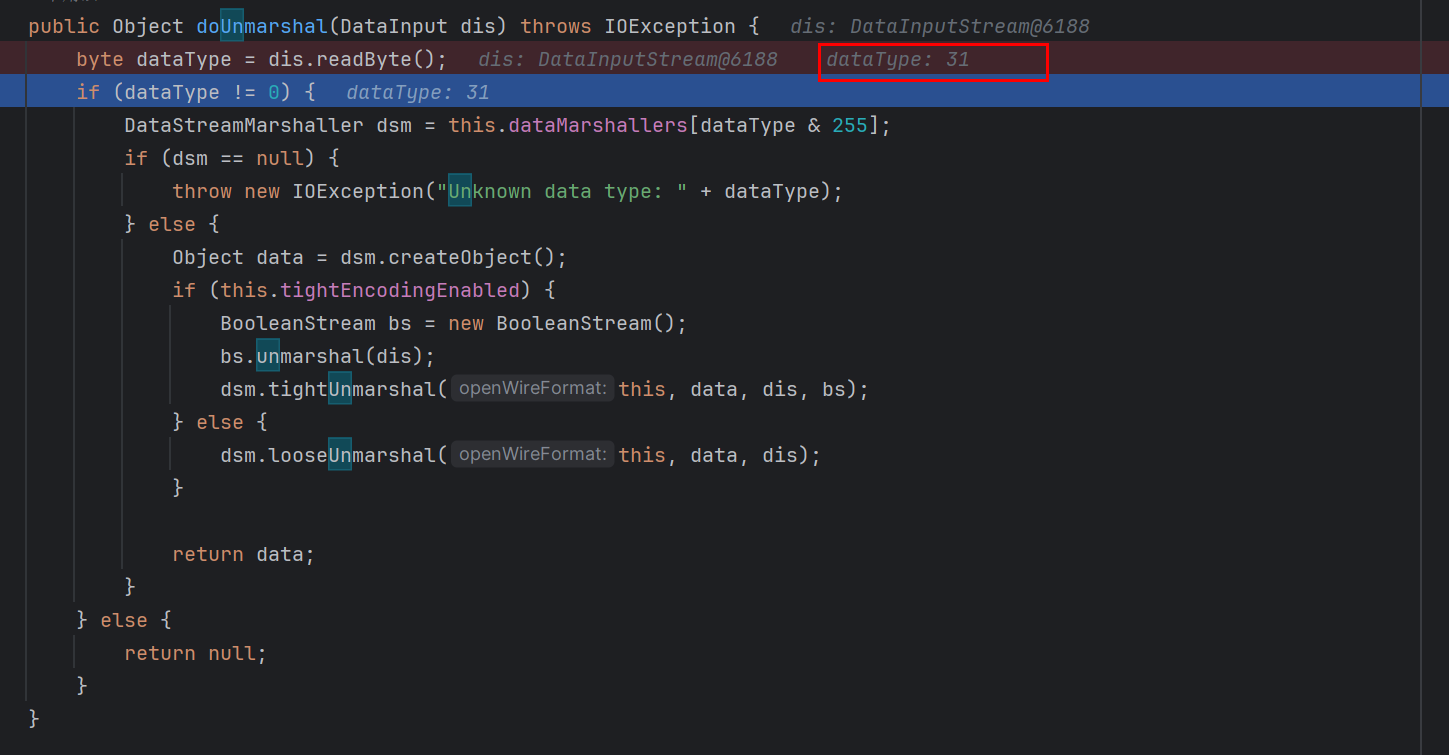 public Object doUnmarshal(DataInput dis) throws IOException {   dis: DataInputStream@6188
    byte dataType = dis.readByte();   dis: DataInputStream@6188    dataType: 31
    if (dataType != 0) {   dataType: 31
        DataStreamMarshaller dsm = this.dataMarshallers[dataType & 255];
        if (dsm == null) {
            throw new IOException("Unknown data type: " + dataType);
        } else {
            Object data = dsm.createObject();
            if (this.tightEncodingEnabled) {
                BooleanStream bs = new BooleanStream();
                bs.unmarshal(dis);
                dsm.tightUnmarshal( openWireFormat: this, data, dis, bs);
            } else {
                dsm.looseUnmarshal( openWireFormat: this, data, dis);
            }
            return data;
        }
    } else {
        return null;
    }
}